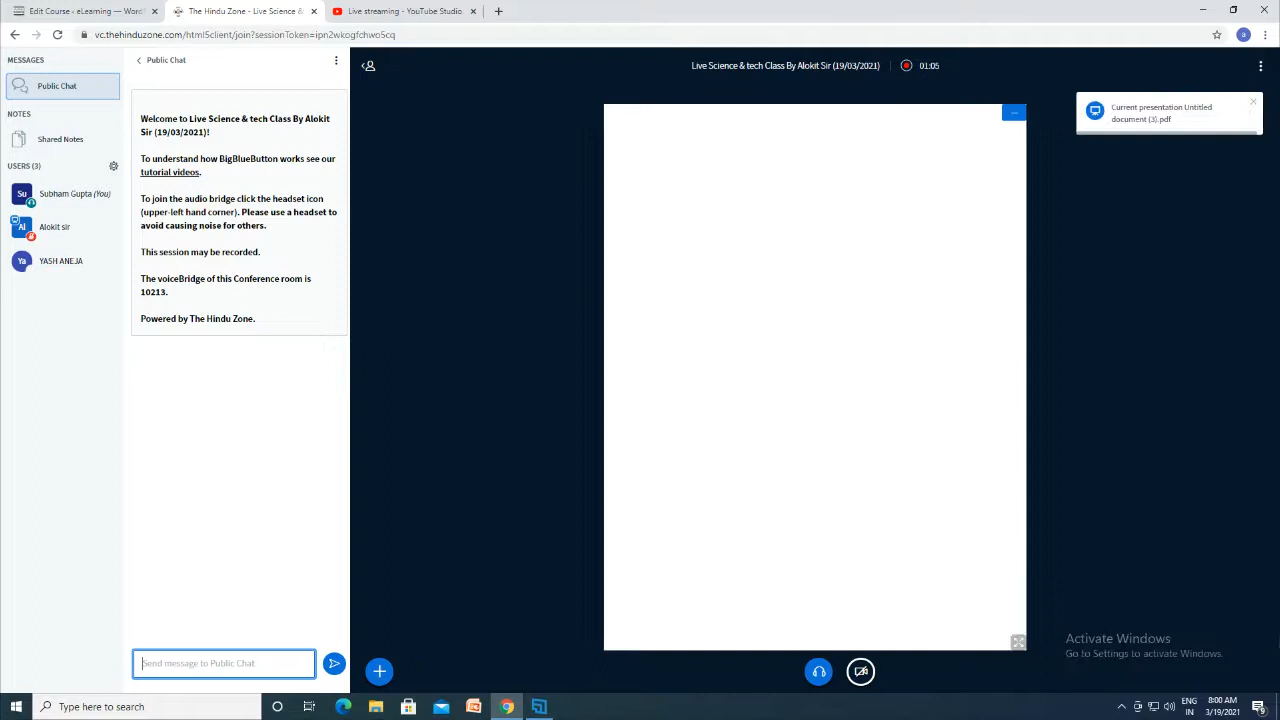 Edit Course - eLearning — Word
The Hindu Zone - Live Science &
Live streaming - YouTube Studio
vc.thehinduzone.com/html5client/join?sessionToken=ipn2wkogfchwo5cq
a
MESSAGES
Public Chat
NOTES
Shared Notes
USERS (3)
Su
Subham Gupta (You)
Al
Alokit sir
Ya
YASH ANEJA
Public Chat
Welcome to Live Science & tech Class By Alokit
Sir (19/03/2021)!
To understand how BigBlueButton works see our
tutorial videos.
To join the audio bridge click the headset icon
(upper-left hand corner). Please use a headset to
avoid causing noise for others.
This session may be recorded.
The voiceBridge of this Conference room is
10213.
Powered by The Hindu Zone.
Send message to Public Chat
Live Science & tech Class By Alokit Sir (19/03/2021)
01:05
Current presentation Untitled
document (3).pdf
Activate Windows
Go to Settings to activate Windows.
Type here to search
ENG
IN
8:00 AM
3/19/2021